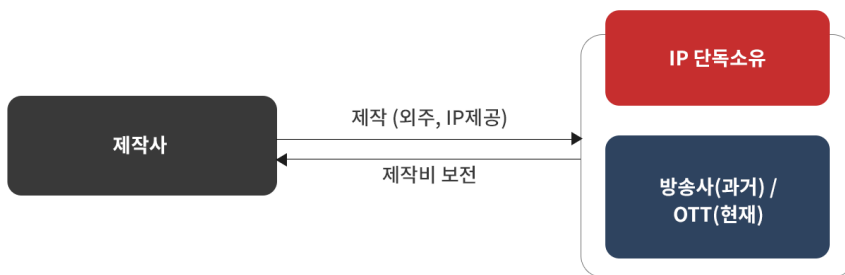 IP 단독소유
제작 (외주, IP제공)
제작사
제작비 보전
방송사(과거) /
OTT(현재)